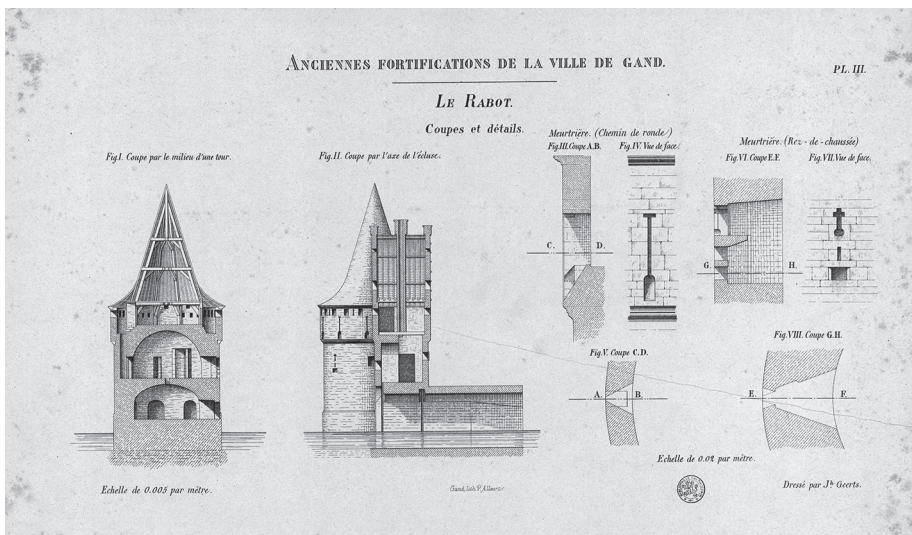 ANCIENNES FORTIFICATIONS DE LA VILLE DE GAND.
PL. III.
LE RABOT.
Coupes et détails.
Fig.I. Coupe par le milieu d'une tour.
Fig.II. Coupe par l'axe de l'écluse.
Meurtrière. (Chemin de ronde)
Fig.III. Coupe A.B.
Fig.IV. Vue de face.
Meurtrière. (Rez-de-chaussée)
Fig.VI. Coupe E.F.
Fig.VII. Vue de face.
C.
D.
G.
H.
Fig.V. Coupe C.D.
A.
B.
Fig.VIII. Coupe G.H.
E.
F.
Echelle de 0.005 par mètre.
Gand, lith.
Echelle de 0.02 par mètre.
Dressé par Jh. Geerts.